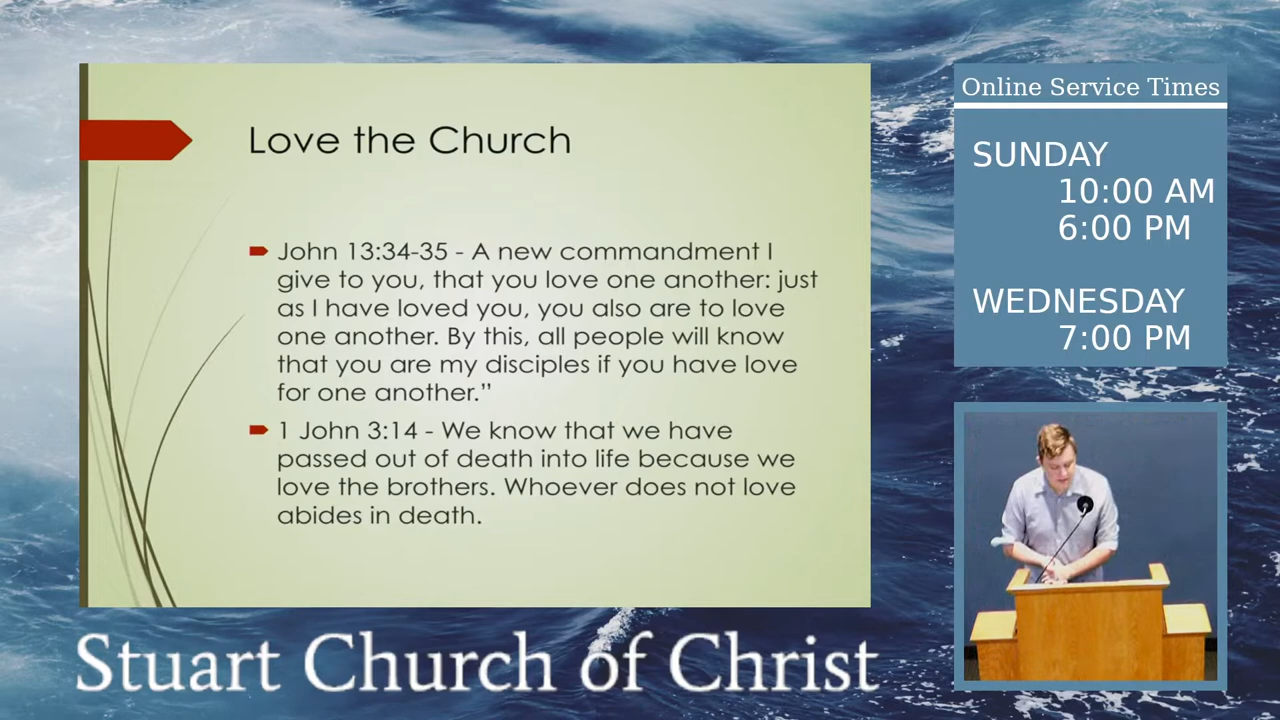 Love the Church
John 13:34-35 - A new commandment I
give to you, that you love one another: just
as I have loved you, you also are to love
one another. By this, all people will know
that you are my disciples if you have love
for one another.”
1 John 3:14 - We know that we have
passed out of death into life because we
love the brothers. Whoever does not love
abides in death.
Online Service Times
SUNDAY
10:00 AM
6:00 PM
WEDNESDAY
7:00 PM
Stuart Church of Christ